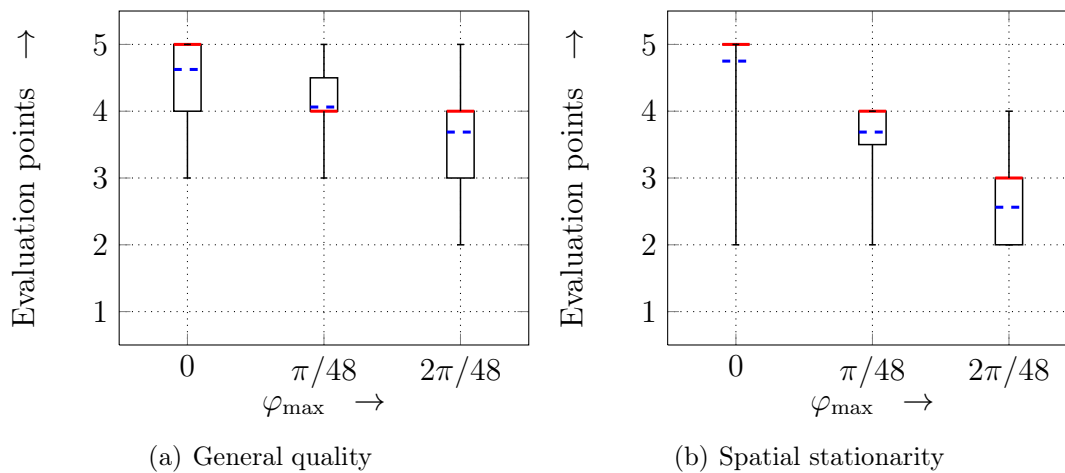 Evaluation points →
5
4
3
2
1
0 π/48 2π/48
φmax →
(a) General quality
Evaluation points →
5
4
3
2
1
0 π/48 2π/48
φmax →
(b) Spatial stationarity